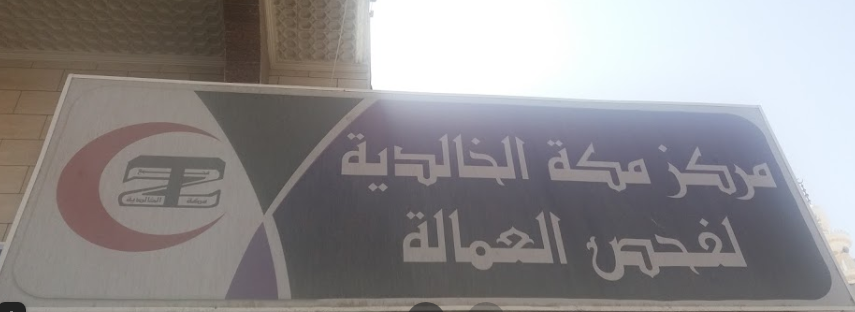 مركز مكة الخالدية
لفحص العمالة